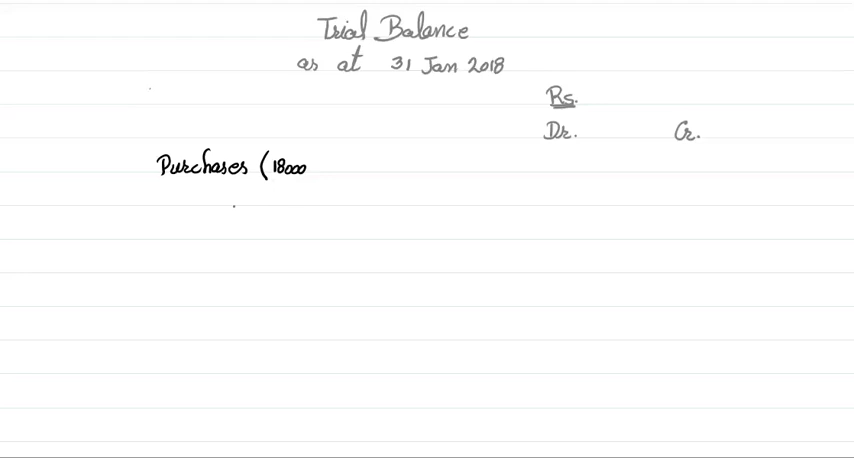 Trial Balance
as at 31 Jan 2018
Rs.
Dr. Cr.
Purchases (18000